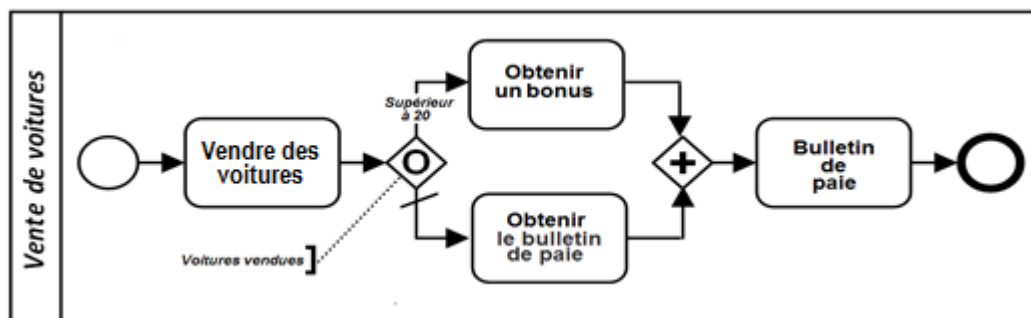 Vente de voitures
Vendre des
voitures
Supérieur
à 20
Voitures vendues
Obtenir
un bonus
Obtenir
le bulletin
de paie
Bulletin
de
paie